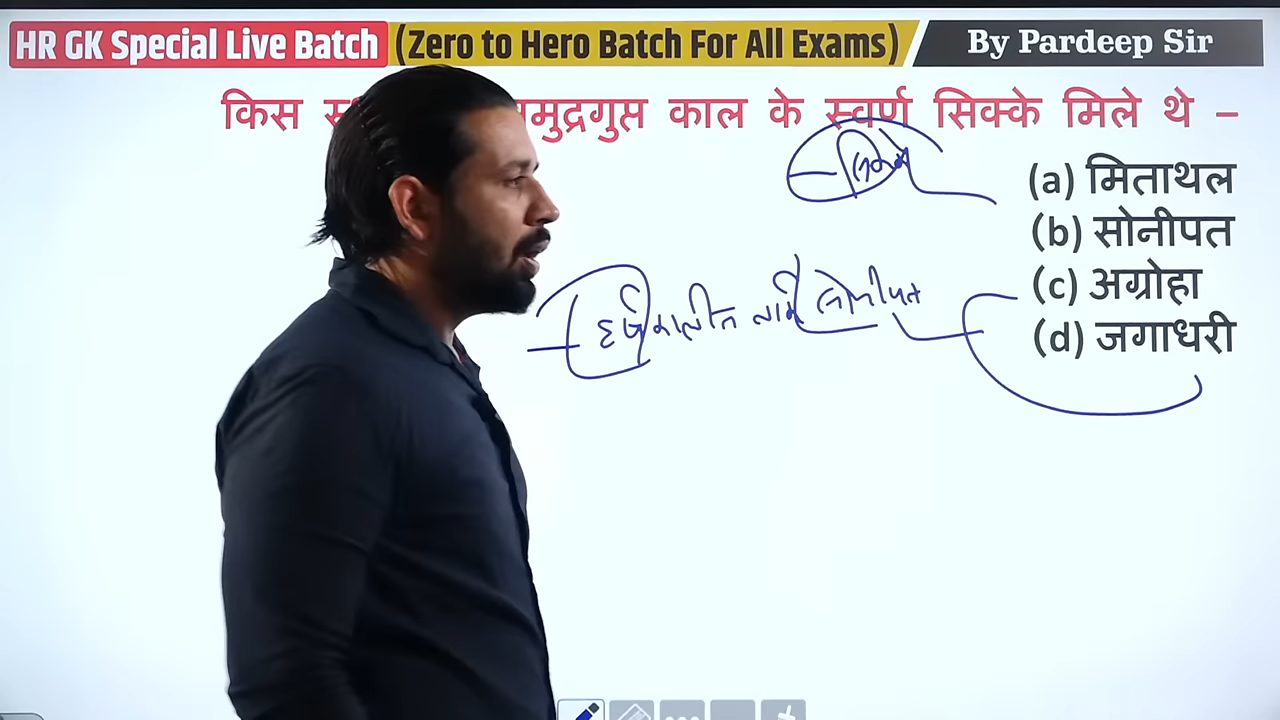 HR GK Special Live Batch (Zero to Hero Batch For All Exams) By Pardeep Sir
किस मुद्रगुप्त काल के स्वर्ण सिक्के मिले थे –
(a) मिताथल
(b) सोनीपत
(c) अग्रोहा
(d) जगाधरी
सोनीपत